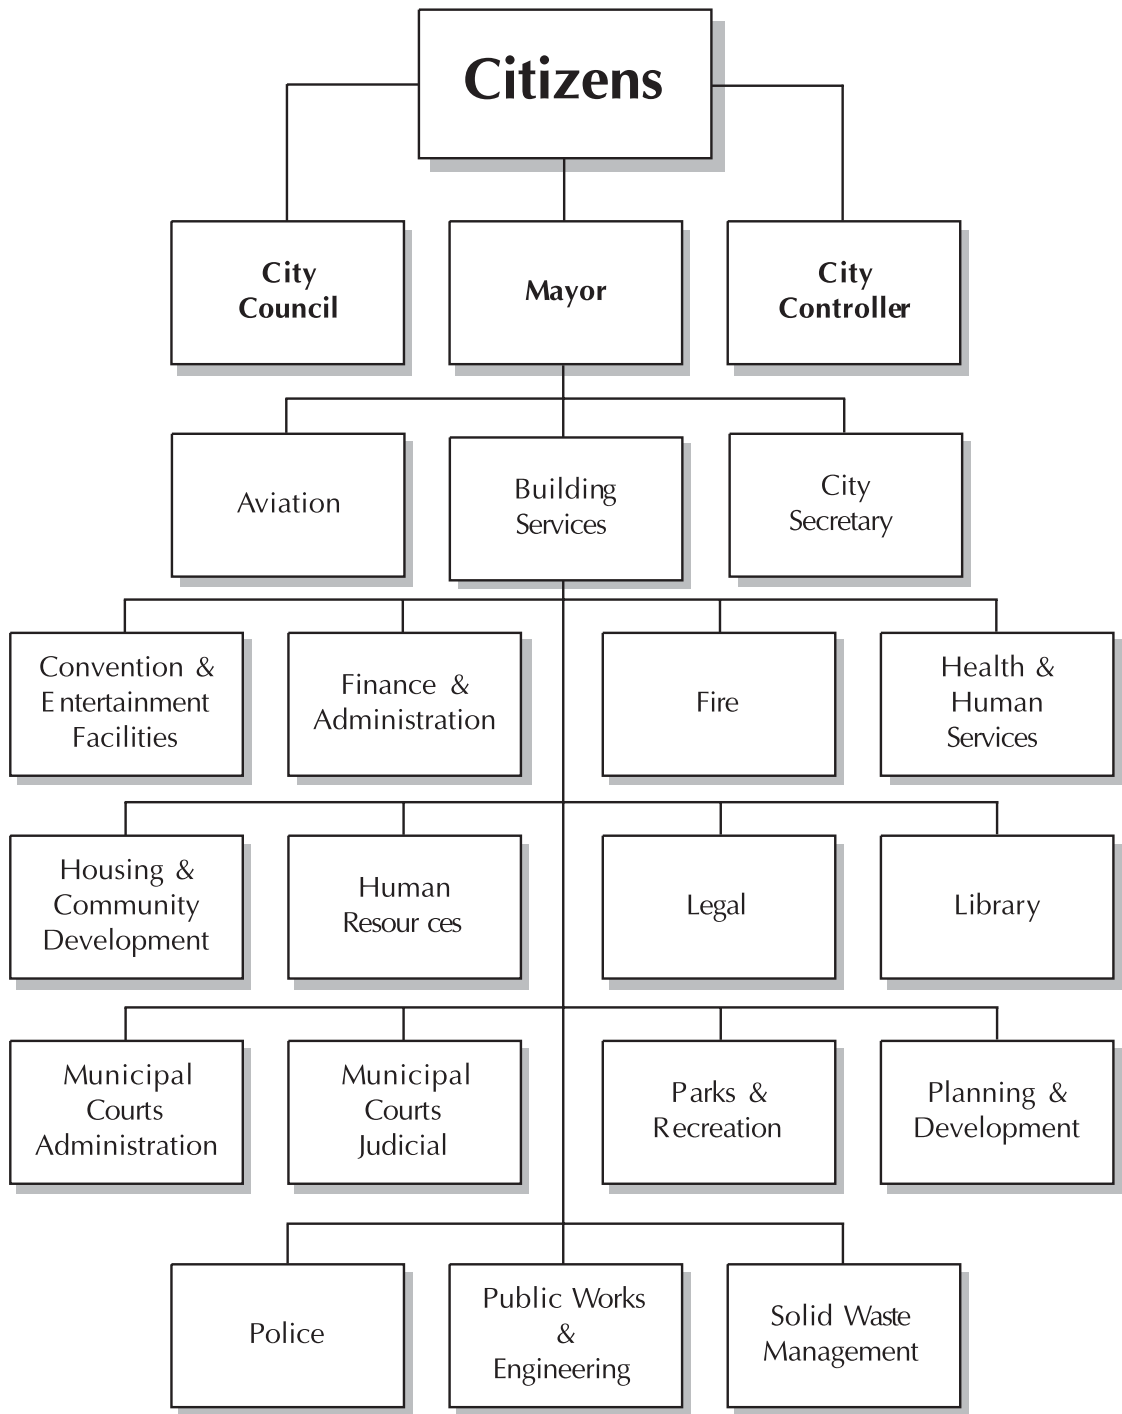 Citizens
City
Council
Mayor
City
Controller
Aviation
Building
Services
City
Secretary
Convention &
Entertainment
Facilities
Finance &
Administration
Fire
Health &
Human
Services
Housing &
Community
Development
Human
Resources
Legal
Library
Municipal
Courts
Administration
Municipal
Courts
Judicial
Parks &
Recreation
Planning &
Development
Police
Public Works
&
Engineering
Solid Waste
Management